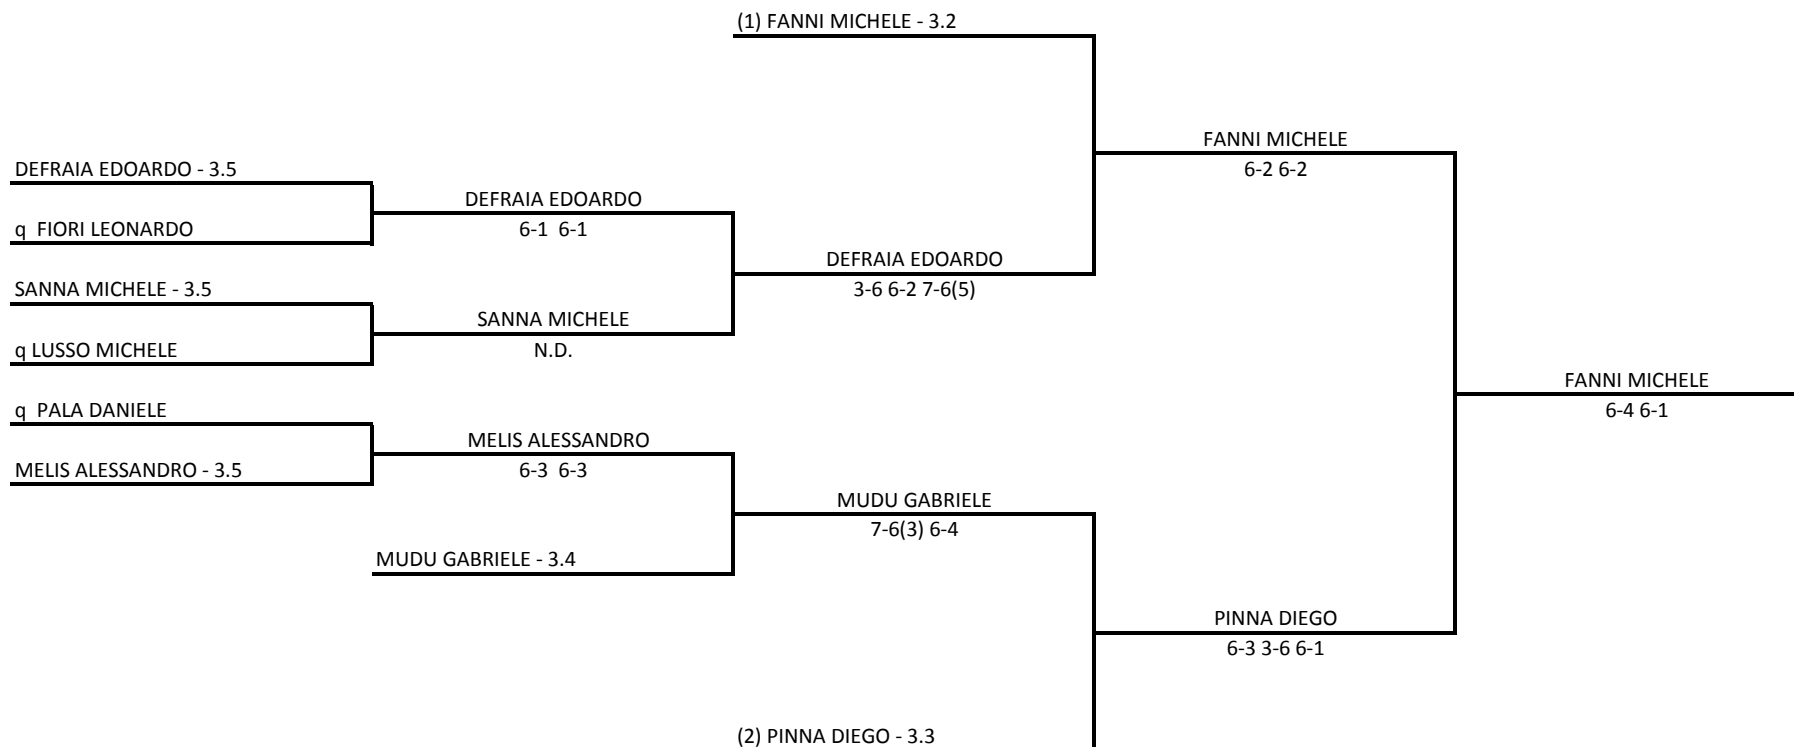 (1) FANNI MICHELE - 3.2
FANNI MICHELE
6-2 6-2
DEFRAIA EDOARDO - 3.5
DEFRAIA EDOARDO
6-1  6-1
q  FIORI LEONARDO
DEFRAIA EDOARDO
3-6 6-2 7-6(5)
SANNA MICHELE - 3.5
SANNA MICHELE
N.D.
q LUSSO MICHELE
FANNI MICHELE
6-4 6-1
q  PALA DANIELE
MELIS ALESSANDRO
6-3  6-3
MELIS ALESSANDRO - 3.5
MUDU GABRIELE
7-6(3) 6-4
MUDU GABRIELE - 3.4
PINNA DIEGO
6-3 3-6 6-1
(2) PINNA DIEGO - 3.3